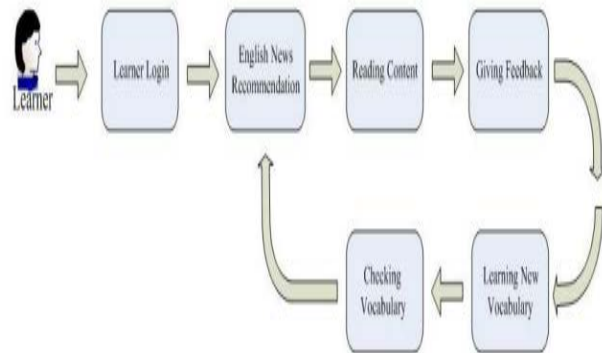 Learner
Learner Login
English News
Recommendation
Reading Content
Giving Feedback
Checking
Vocabulary
Learning New
Vocabulary